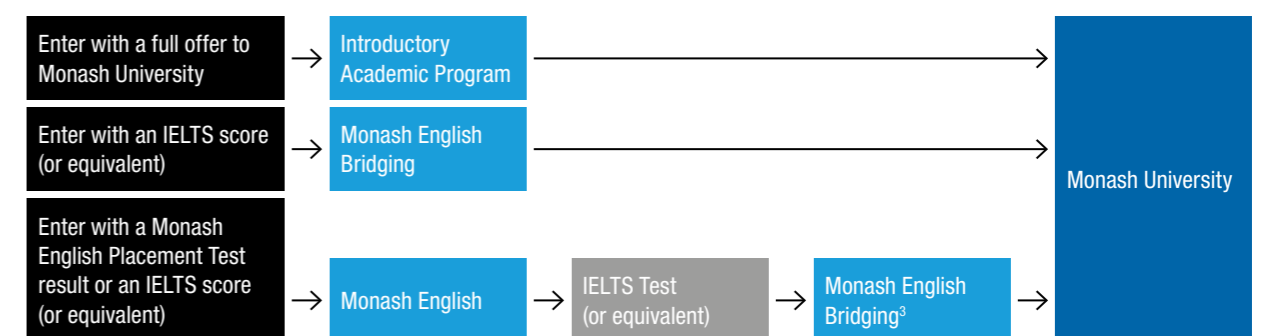 Enter with a full offer to
Monash University
Introductory
Academic Program
Enter with an IELTS score
(or equivalent)
Monash English
Bridging
Monash University
Enter with a Monash
English Placement Test
result or an IELTS score
(or equivalent)
Monash English
IELTS Test
(or equivalent)
Monash English
Bridging³